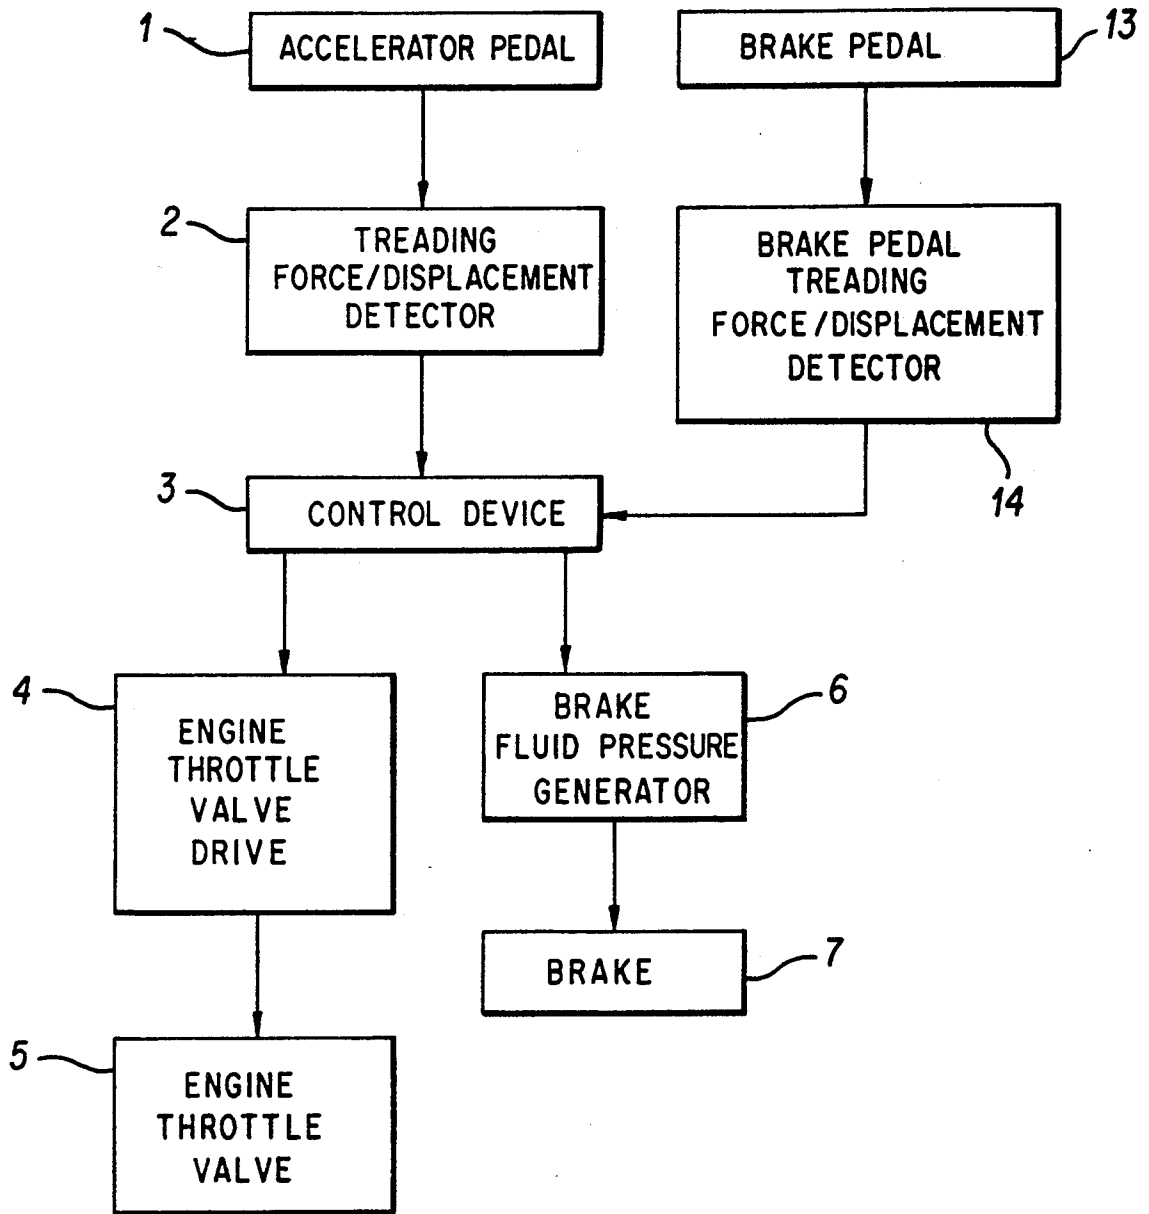 1
ACCELERATOR PEDAL
BRAKE PEDAL
13
2
TREADING
FORCE/DISPLACEMENT
DETECTOR
BRAKE PEDAL
TREADING
FORCE/DISPLACEMENT
DETECTOR
14
3
CONTROL DEVICE
4
ENGINE
THROTTLE
VALVE
DRIVE
BRAKE
FLUID PRESSURE
GENERATOR
6
BRAKE
7
5
ENGINE
THROTTLE
VALVE